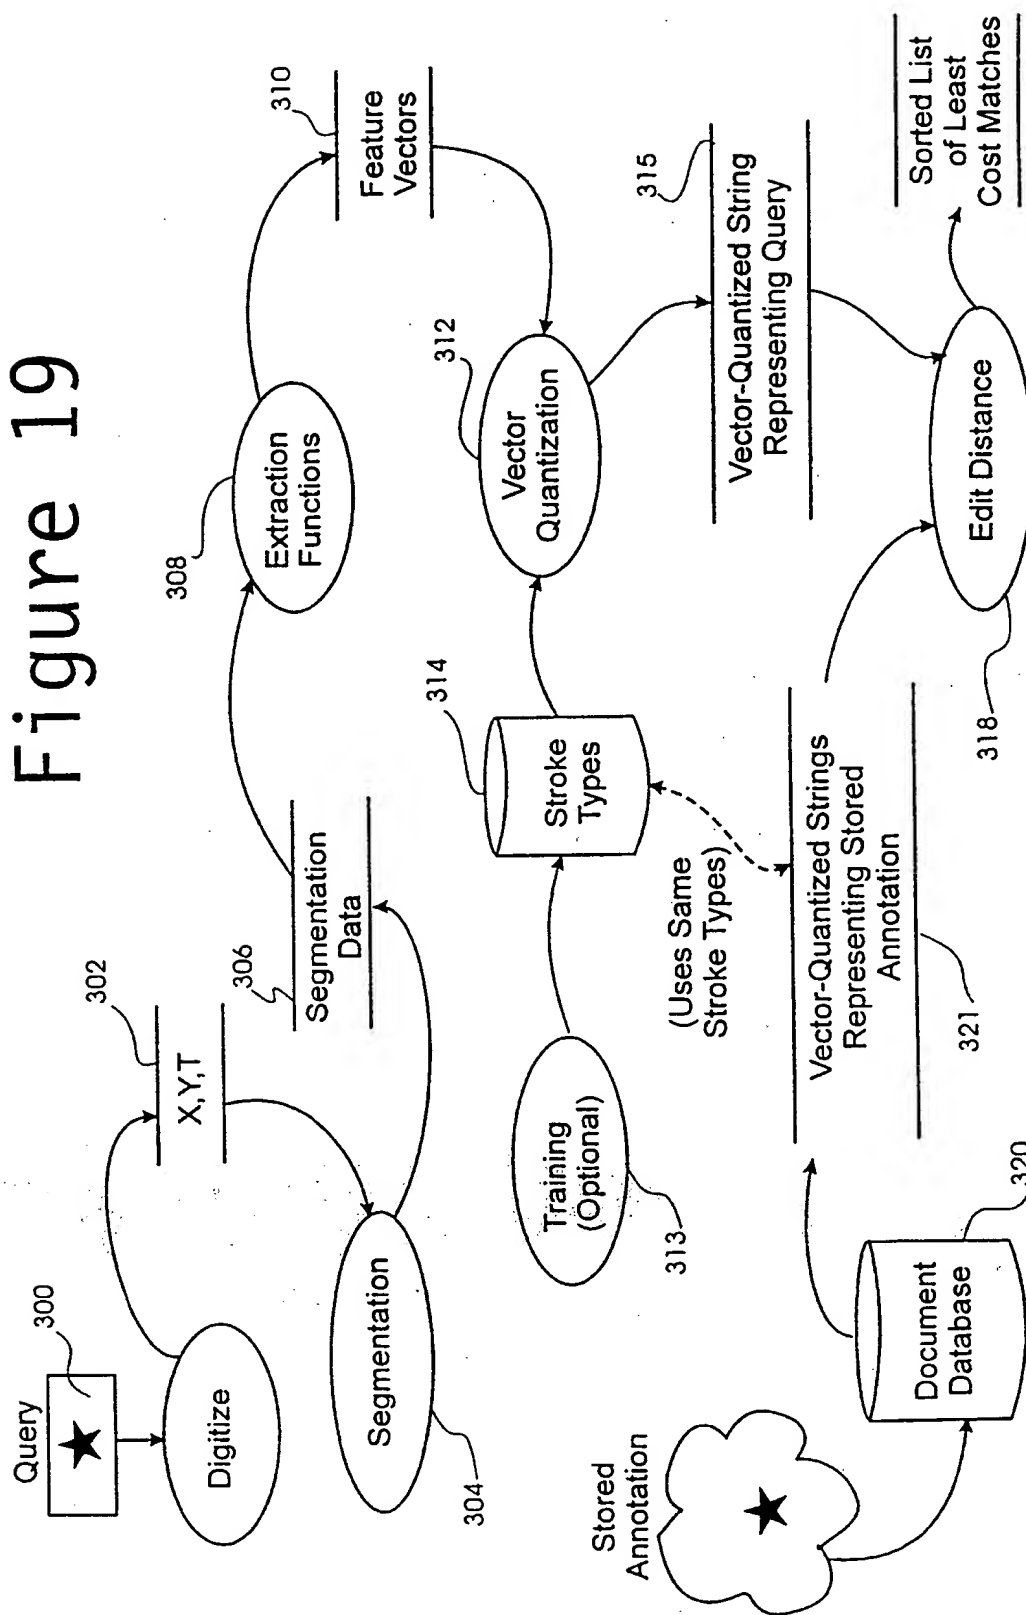 Figure 19
Query
300
Digitize
302
X,Y,T
Segmentation
304
306
Segmentation
Data
308
Extraction
Functions
310
Feature
Vectors
312
Vector
Quantization
314
Stroke
Types
Training
(Optional)
313
(Uses Same
Stroke Types)
315
Vector-Quantized String
Representing Query
Stored
Annotation
Document
Database
320
Vector-Quantized Strings
Representing Stored
Annotation
321
Edit Distance
318
Sorted List
of Least
Cost Matches